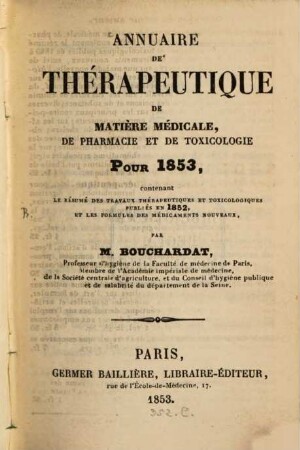 ANNUAIRE
DE
THÉRAPEUTIQUE
DE
MATIÈRE MÉDICALE,
DE PHARMACIE ET DE TOXICOLOGIE
POUR 1853,
contenant
LE RÉSUMÉ DES TRAVAUX THÉRAPEUTIQUES ET TOXICOLOGIQUES
PUBLIÉS EN 1852,
ET LES FORMULES DES MÉDICAMENTS NOUVEAUX,
PAR
M. BOUCHARDAT,
Professeur d'hygiène de la Faculté de médecine de Paris,
Membre de l'Académie impériale de médecine,
de la Société centrale d'agriculture, et du Conseil d'hygiène publique
et de salubrité du département de la Seine.
PARIS,
GERMER BAILLIÈRE, LIBRAIRE-ÉDITEUR,
rue de l'École-de-Médecine, 17.
1853.